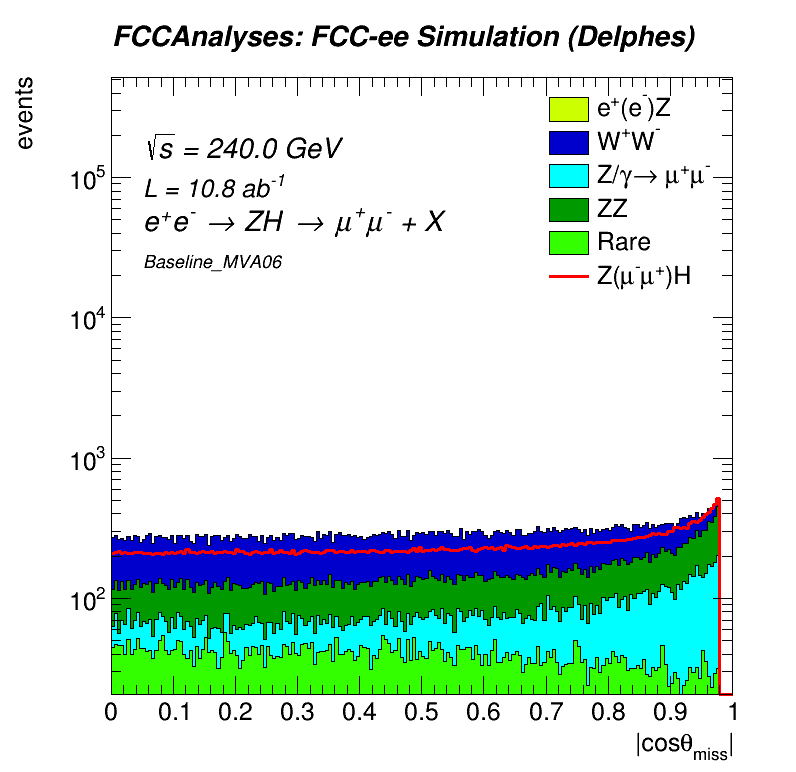 FCCAnalyses: FCC-ee Simulation (Delphes)
events
√s = 240.0 GeV
L = 10.8 ab⁻¹
e⁺e⁻ → ZH → μ⁺μ⁻ + X
Baseline_MVA06
e⁺(e⁻)Z
W⁺W⁻
Z/γ→ μ⁺μ⁻
ZZ
Rare
Z(μ⁻μ⁺)H
10⁵
10⁴
10³
10²
0 0.1 0.2 0.3 0.4 0.5 0.6 0.7 0.8 0.9 1
|cosθ_miss|